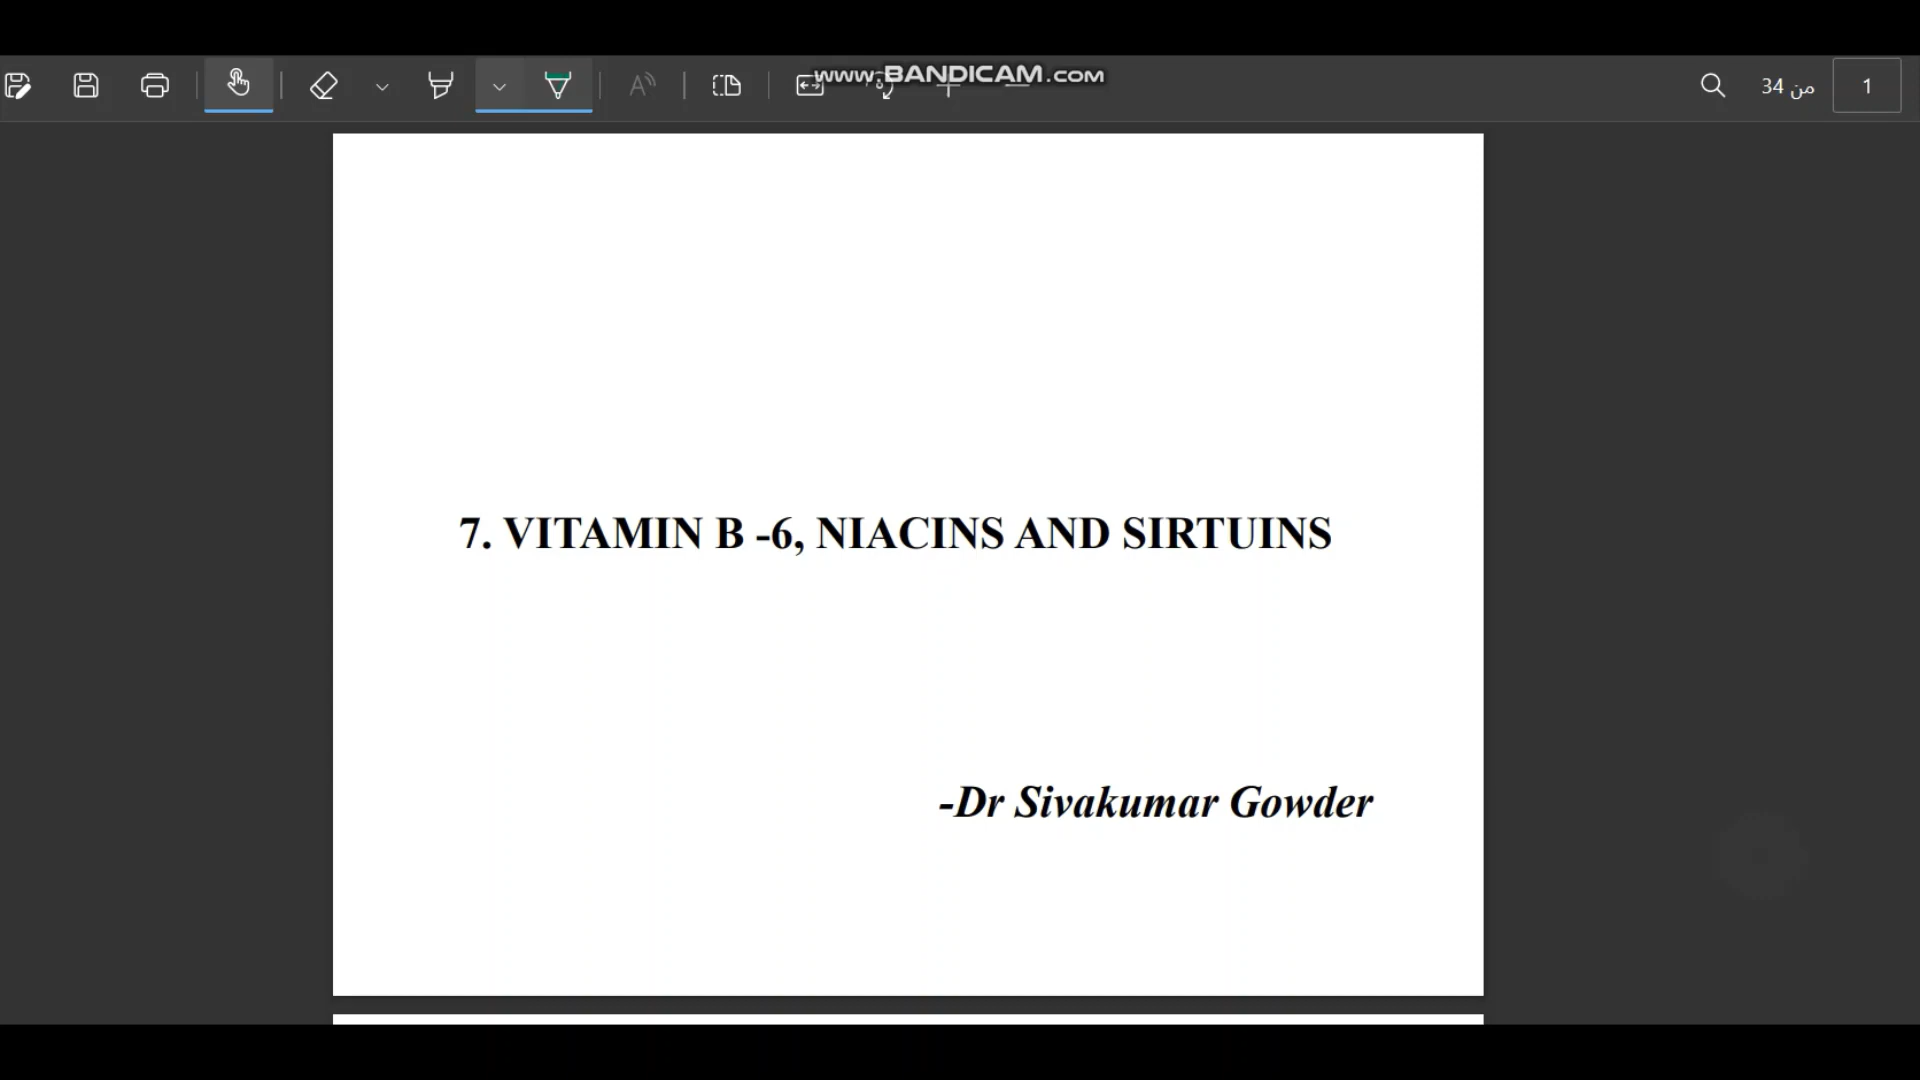 www.BANDICAM.com
من 34
1
7. VITAMIN B -6, NIACINS AND SIRTUINS
-Dr Sivakumar Gowder